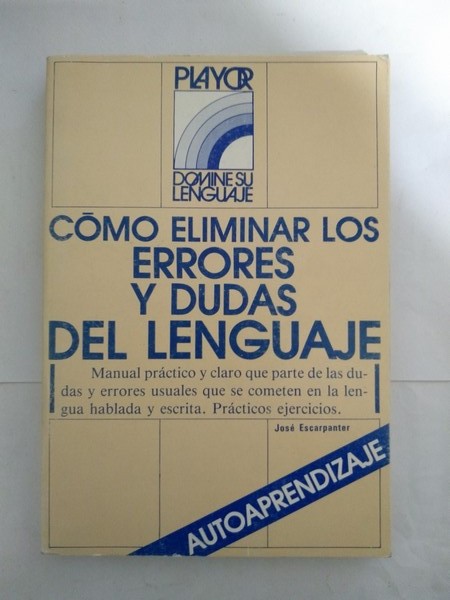 PLAYOR
DOMINE SU
LENGUAJE
CÓMO ELIMINAR LOS
ERRORES
Y DUDAS
DEL LENGUAJE
Manual práctico y claro que parte de las du-
das y errores usuales que se cometen en la len-
gua hablada y escrita. Prácticos ejercicios.
José Escarpanter
AUTOAPRENDIZAJE